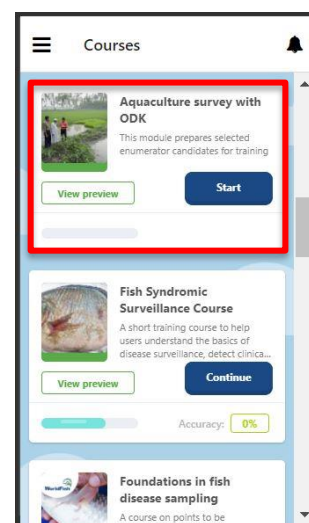 Courses
Aquaculture survey with
ODK
This module prepares selected
enumerator candidates for training
View preview
Start
Fish Syndromic
Surveillance Course
A short training course to help
users understand the basics of
disease surveillance, detect clinica...
View preview
Continue
Accuracy: 0%
WorldFish
Foundations in fish
disease sampling
A course on points to be